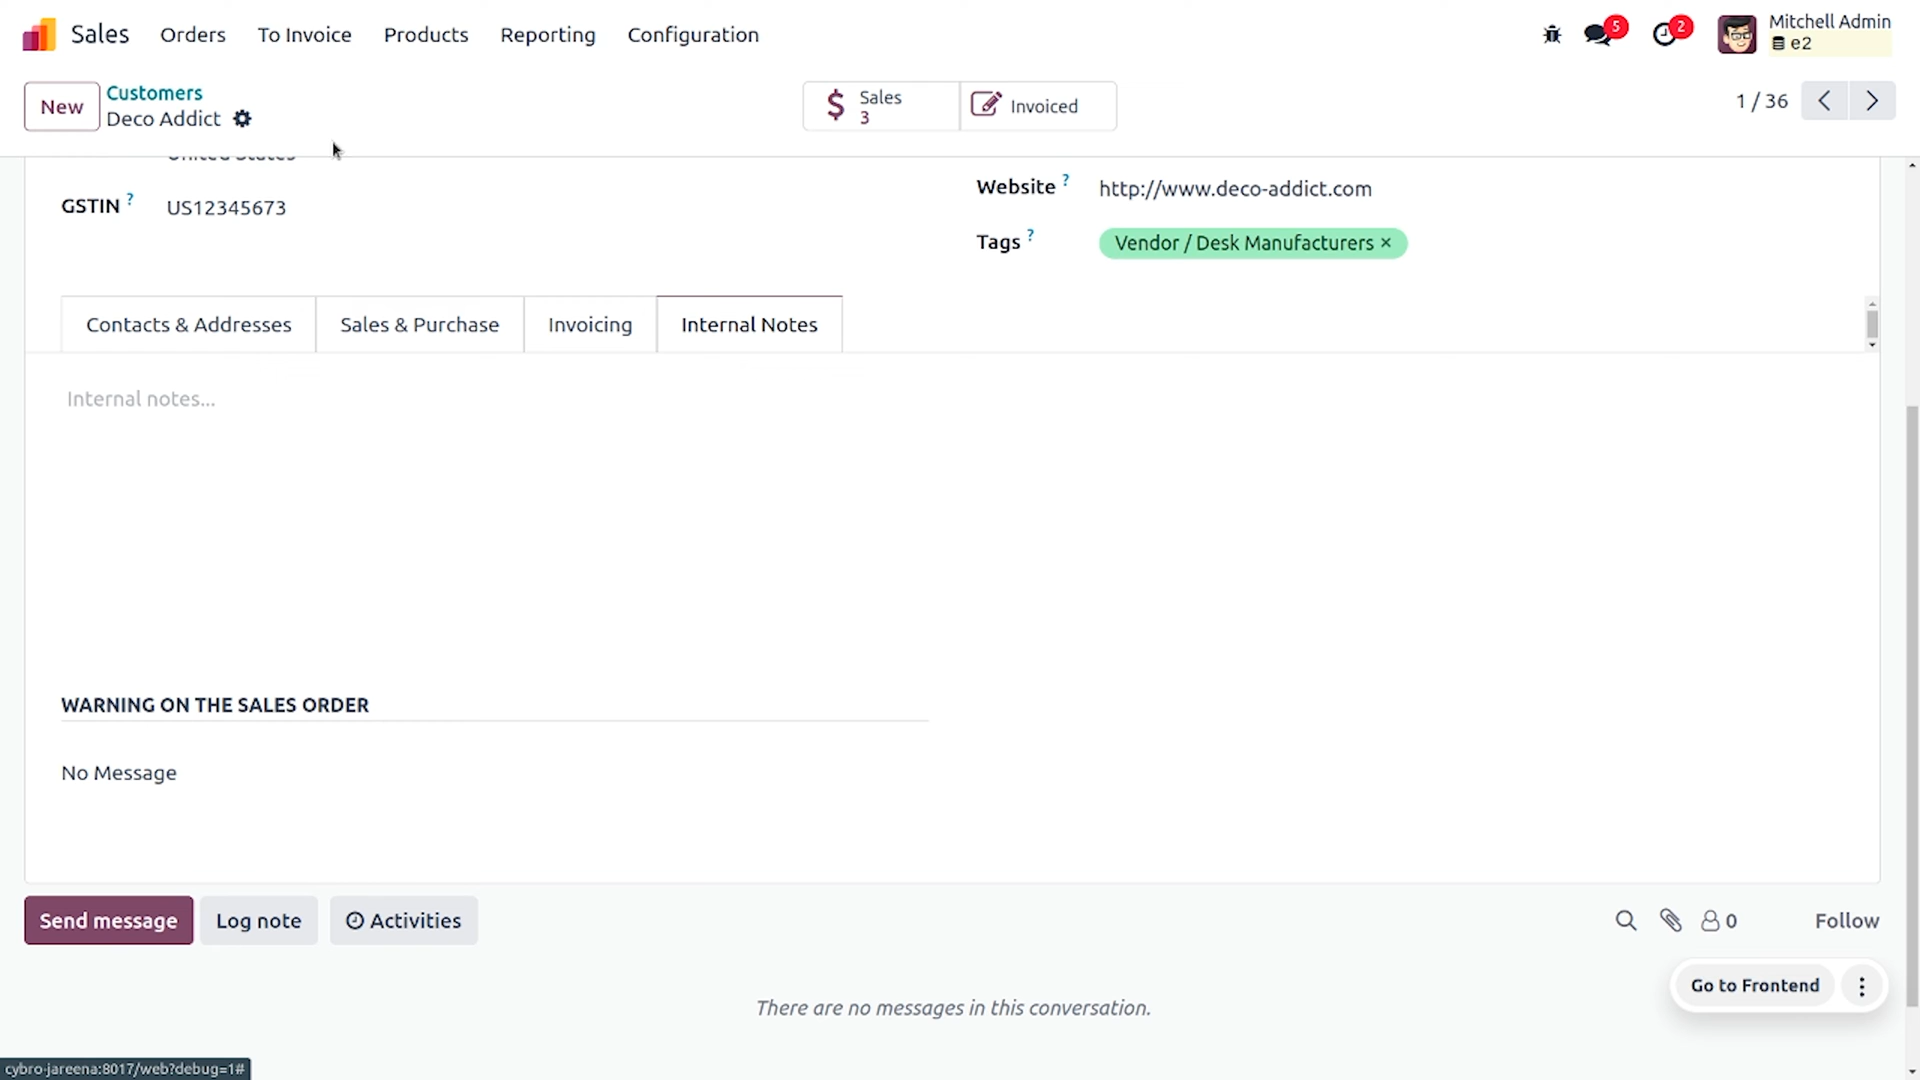 Sales Orders To Invoice Products Reporting Configuration 5 2 Mitchell Admin
e2
New Customers
Deco Addict
Sales
3
Invoiced
1 / 36
United States
GSTIN ? US12345673
Website ? http://www.deco-addict.com
Tags ? Vendor / Desk Manufacturers ×
Contacts & Addresses Sales & Purchase Invoicing Internal Notes
Internal notes...
WARNING ON THE SALES ORDER
No Message
Send message Log note Activities 0 Follow
Go to Frontend
There are no messages in this conversation.
cybro-jareena:8017/web?debug=1#